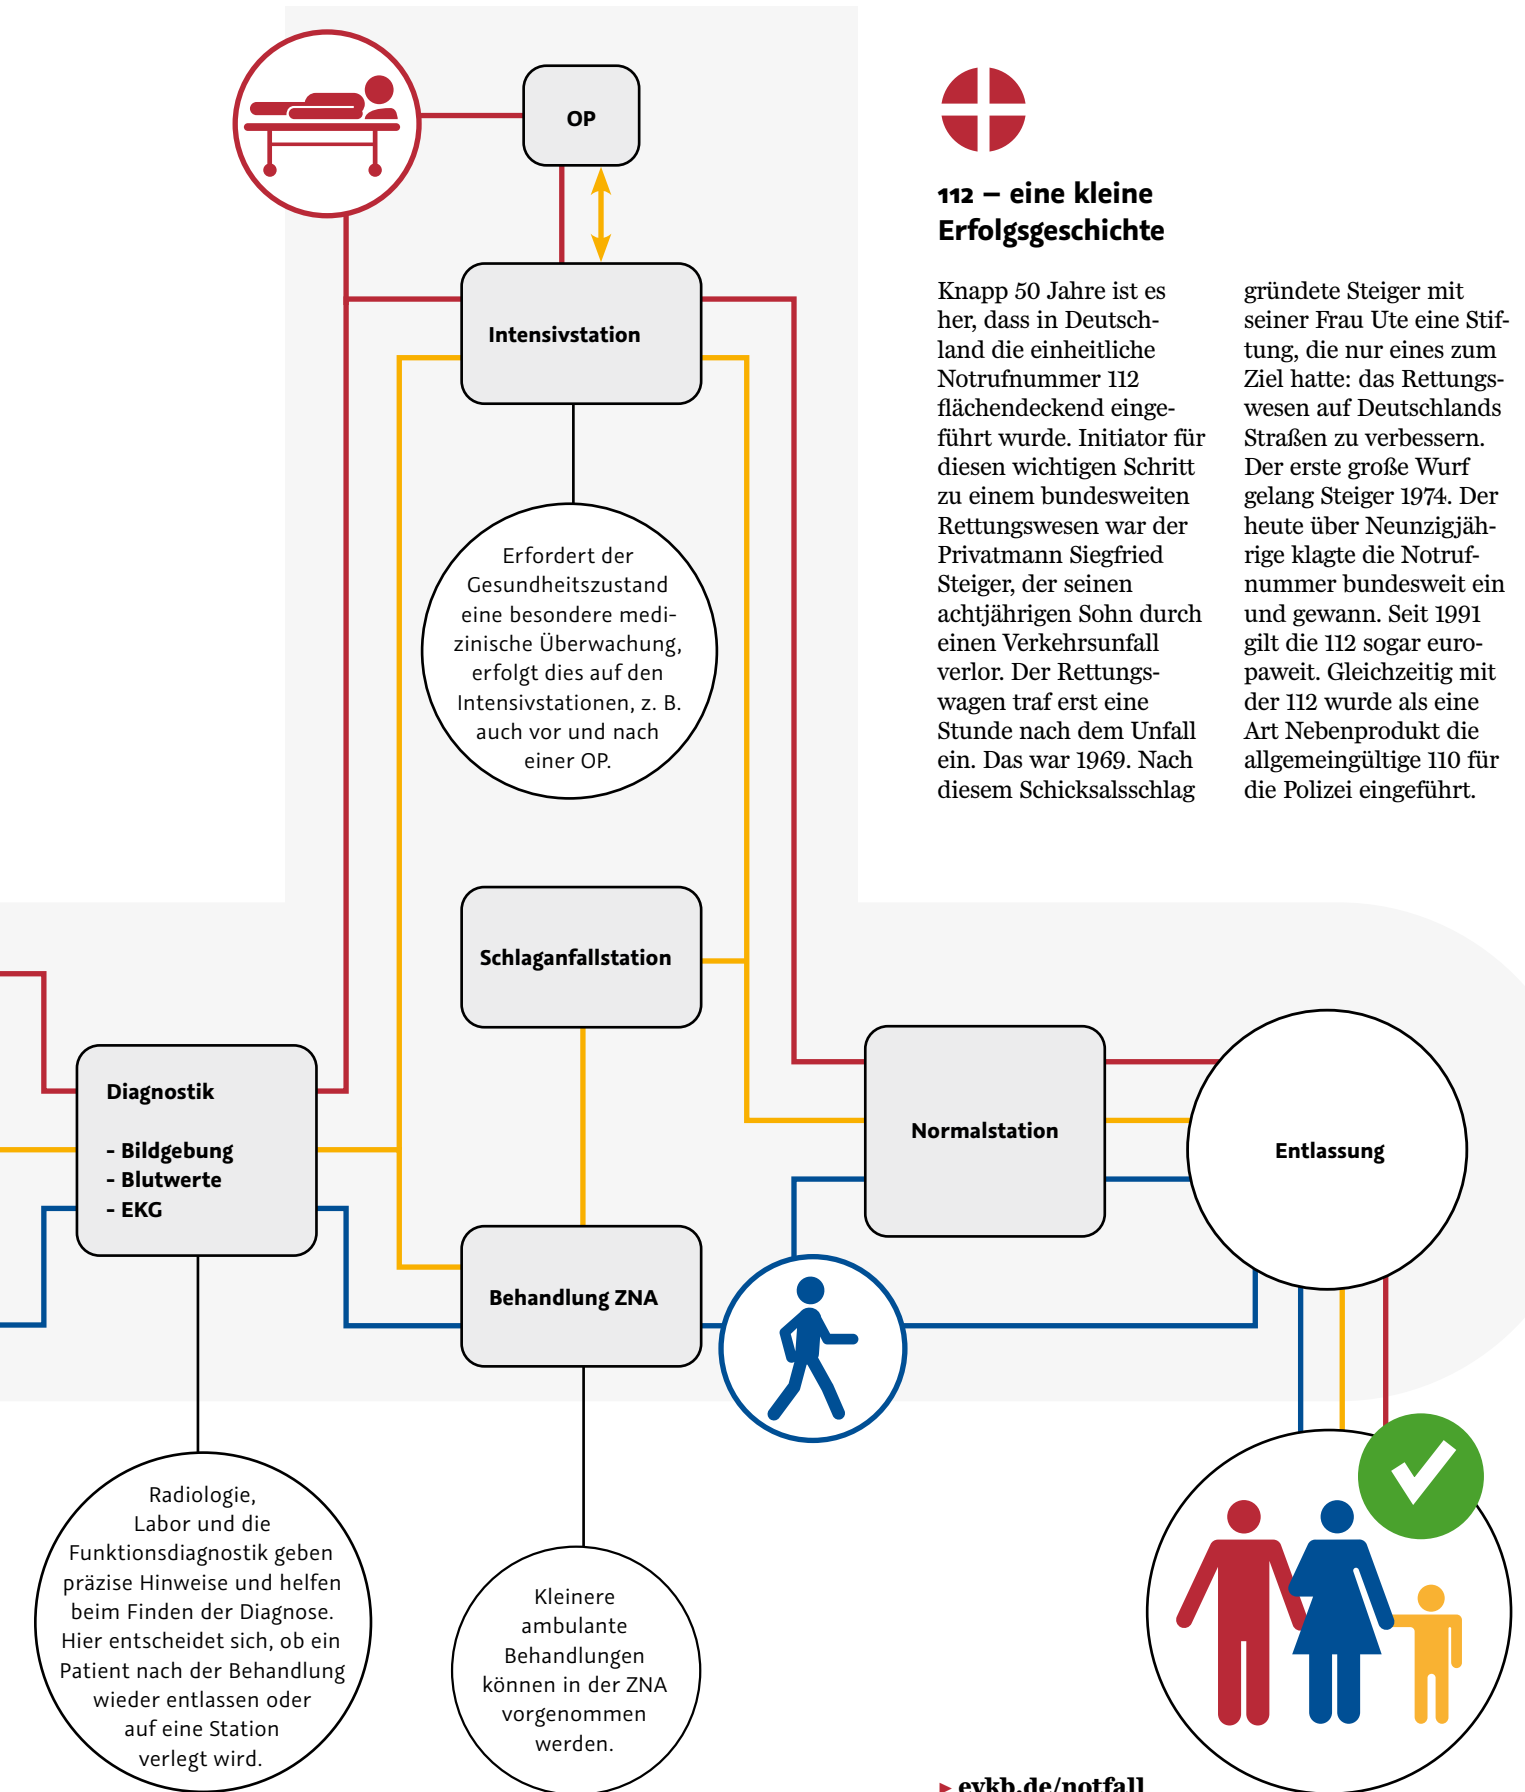 OP
Intensivstation
Erfordert der
Gesundheitszustand
eine besondere medi-
zinische Überwachung,
erfolgt dies auf den
Intensivstationen, z. B.
auch vor und nach
einer OP.
Schlaganfallstation
Diagnostik
- Bildgebung
- Blutwerte
- EKG
Behandlung ZNA
Normalstation
Entlassung
Radiologie,
Labor und die
Funktionsdiagnostik geben
präzise Hinweise und helfen
beim Finden der Diagnose.
Hier entscheidet sich, ob ein
Patient nach der Behandlung
wieder entlassen oder
auf eine Station
verlegt wird.
Kleinere
ambulante
Behandlungen
können in der ZNA
vorgenommen
werden.
112 – eine kleine
Erfolgsgeschichte
Knapp 50 Jahre ist es
her, dass in Deutsch-
land die einheitliche
Notrufnummer 112
flächendeckend einge-
führt wurde. Initiator für
diesen wichtigen Schritt
zu einem bundesweiten
Rettungswesen war der
Privatmann Siegfried
Steiger, der seinen
achtjährigen Sohn durch
einen Verkehrsunfall
verlor. Der Rettungs-
wagen traf erst eine
Stunde nach dem Unfall
ein. Das war 1969. Nach
diesem Schicksalsschlag
gründete Steiger mit
seiner Frau Ute eine Stif-
tung, die nur eines zum
Ziel hatte: das Rettungs-
wesen auf Deutschlands
Straßen zu verbessern.
Der erste große Wurf
gelang Steiger 1974. Der
heute über Neunzigjäh-
rige klagte die Notruf-
nummer bundesweit ein
und gewann. Seit 1991
gilt die 112 sogar euro-
paweit. Gleichzeitig mit
der 112 wurde als eine
Art Nebenprodukt die
allgemeingültige 110 für
die Polizei eingeführt.
► evkb.de/notfall